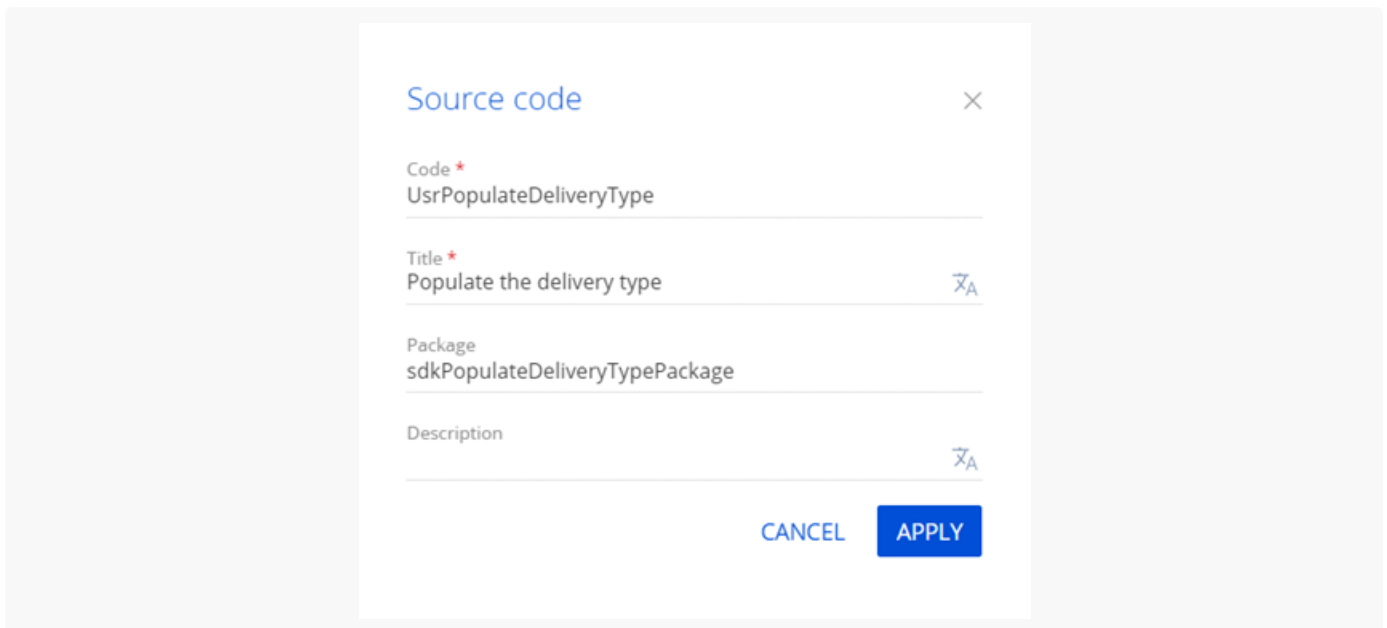 Source code
Code *
UsrPopulateDeliveryType
Title *
Populate the delivery type
Package
sdkPopulateDeliveryTypePackage
Description
CANCEL APPLY